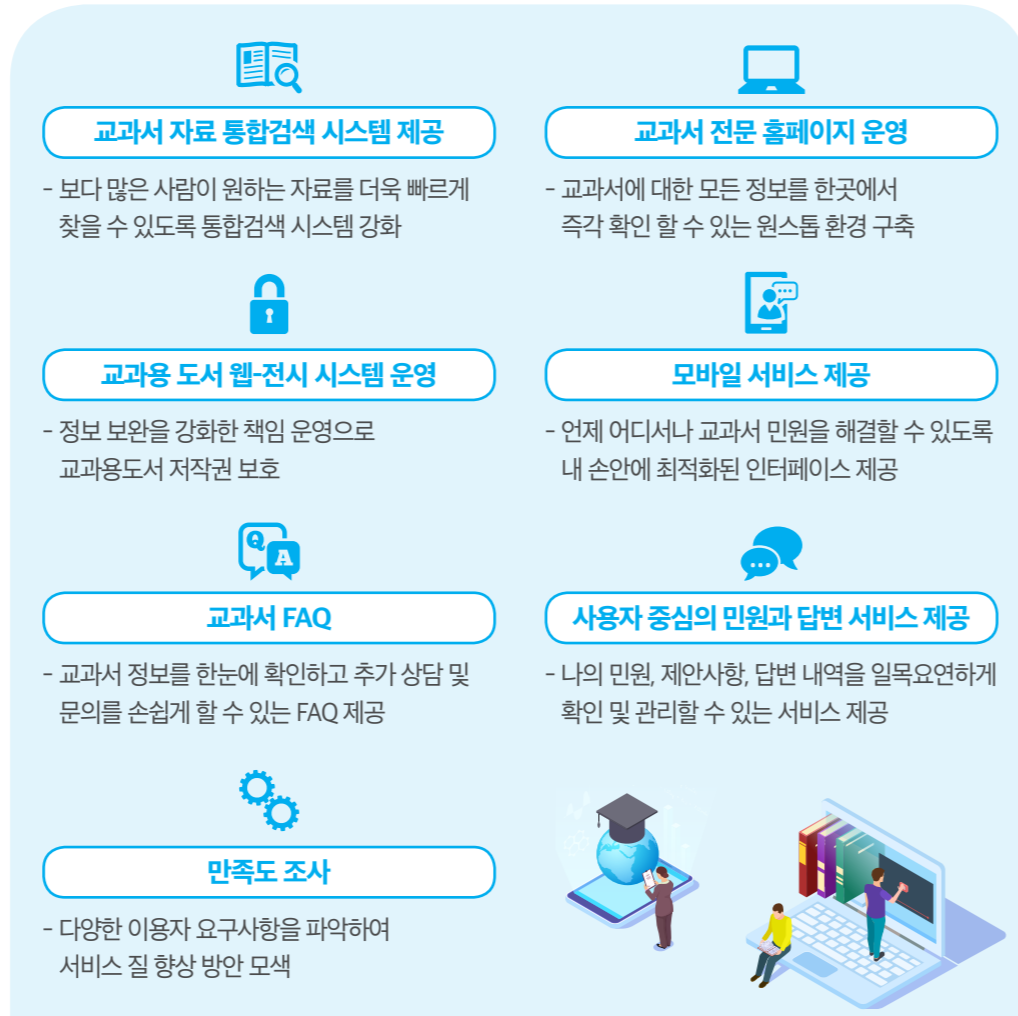 교과서 자료 통합검색 시스템 제공
- 보다 많은 사람이 원하는 자료를 더욱 빠르게
찾을 수 있도록 통합검색 시스템 강화
교과서 전문 홈페이지 운영
- 교과서에 대한 모든 정보를 한곳에서
즉각 확인 할 수 있는 원스톱 환경 구축
교과용 도서 웹-전시 시스템 운영
- 정보 보완을 강화한 책임 운영으로
교과용도서 저작권 보호
모바일 서비스 제공
- 언제 어디서나 교과서 민원을 해결할 수 있도록
내 손안에 최적화된 인터페이스 제공
Q A
교과서 FAQ
- 교과서 정보를 한눈에 확인하고 추가 상담 및
문의를 손쉽게 할 수 있는 FAQ 제공
사용자 중심의 민원과 답변 서비스 제공
- 나의 민원, 제안사항, 답변 내역을 일목요연하게
확인 및 관리할 수 있는 서비스 제공
만족도 조사
- 다양한 이용자 요구사항을 파악하여
서비스 질 향상 방안 모색